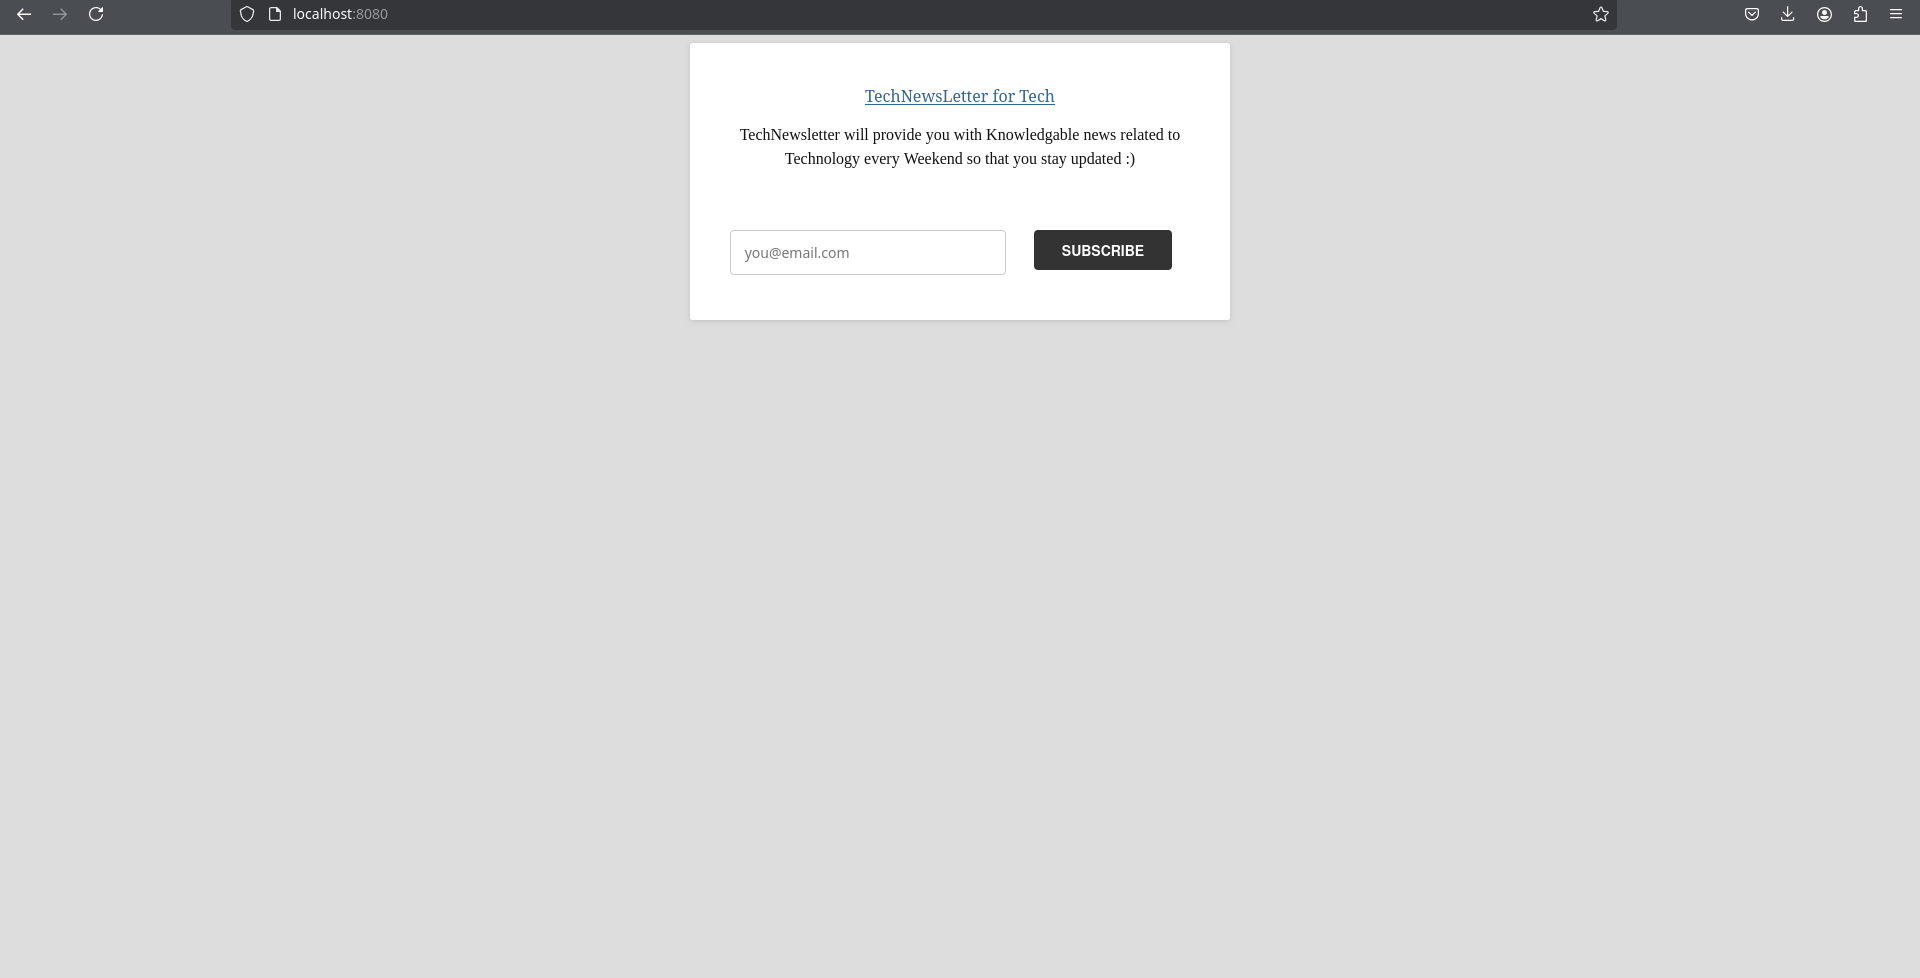 localhost:8080
TechNewsLetter for Tech
TechNewsletter will provide you with Knowledgable news related to
Technology every Weekend so that you stay updated :)
you@email.com
SUBSCRIBE